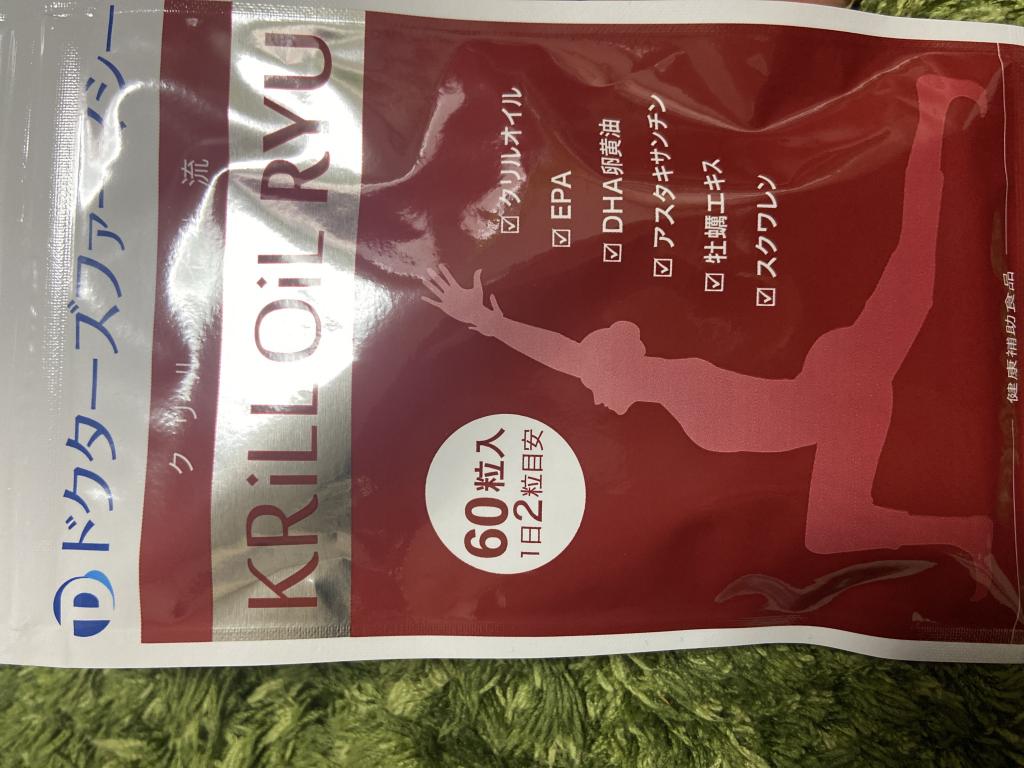 ドクターズファーマシー
クリル 流
KRiLL OiL RYU
☑クリルオイル
☑EPA
☑DHA卵黄油
☑アスタキサンチン
☑牡蠣エキス
☑スクワレン
60粒入
1日2粒目安
健康補助食品